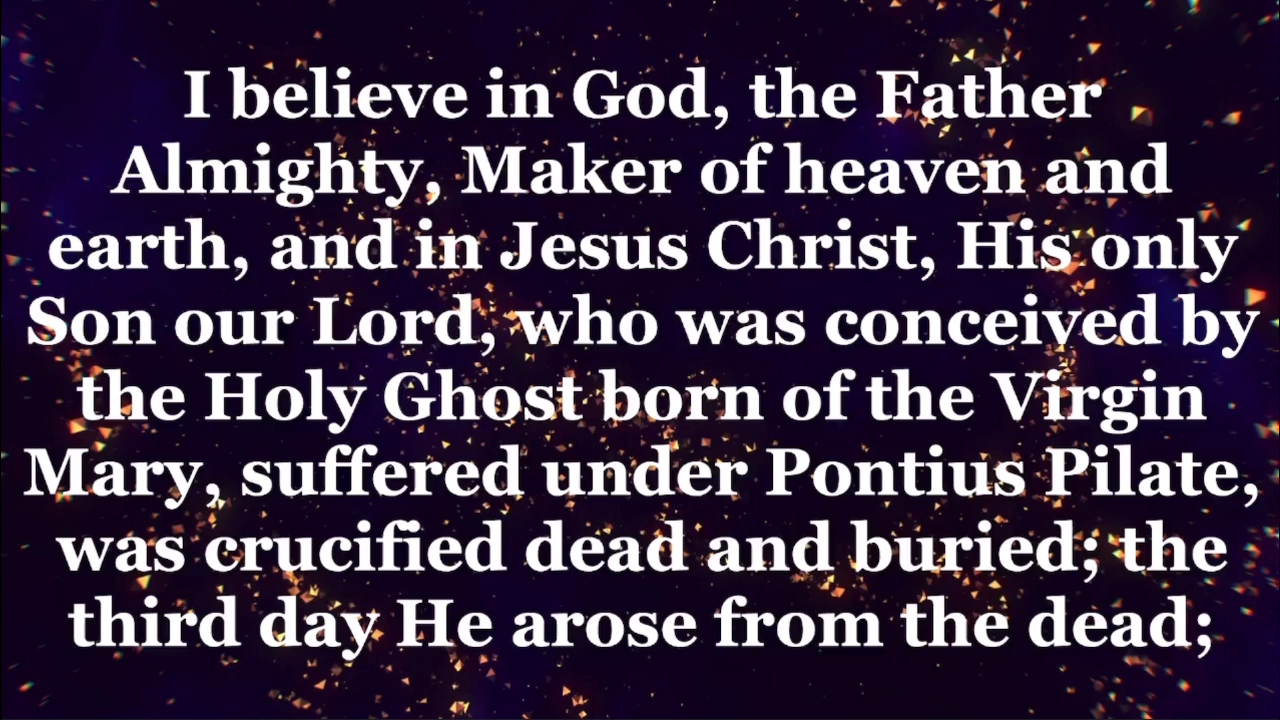 I believe in God, the Father
Almighty, Maker of heaven and
earth, and in Jesus Christ, His only
Son our Lord, who was conceived by
the Holy Ghost born of the Virgin
Mary, suffered under Pontius Pilate,
was crucified dead and buried; the
third day He arose from the dead;